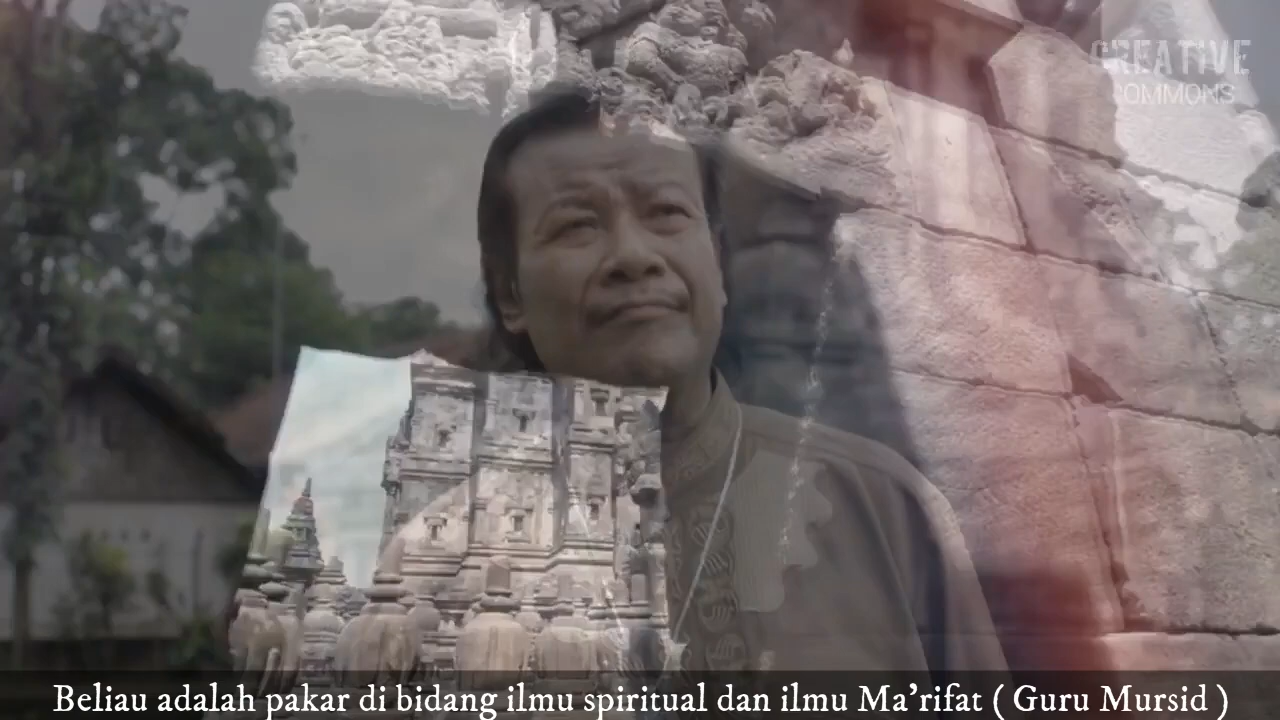 CREATIVE
COMMONS
Beliau adalah pakar di bidang ilmu spiritual dan ilmu Ma'rifat ( Guru Mursid )